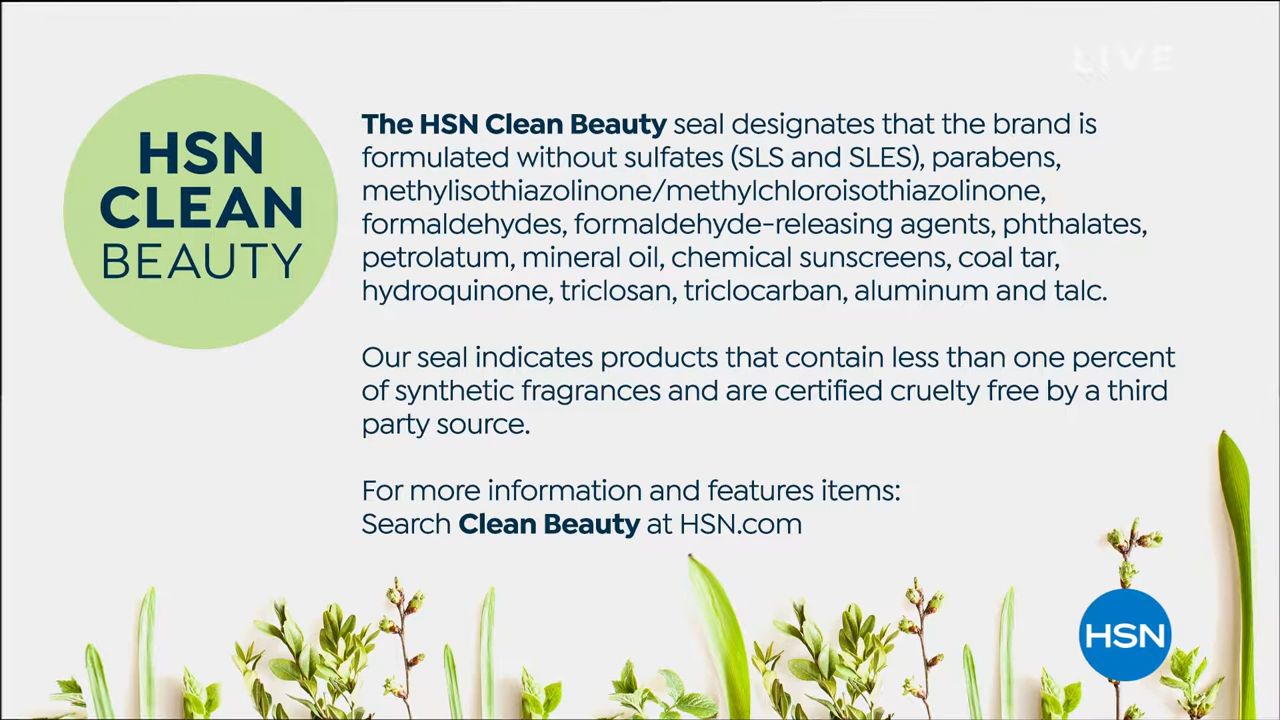 LIVE
HSN
CLEAN
BEAUTY
The HSN Clean Beauty seal designates that the brand is
formulated without sulfates (SLS and SLES), parabens,
methylisothiazolinone/methylchloroisothiazolinone,
formaldehydes, formaldehyde-releasing agents, phthalates,
petrolatum, mineral oil, chemical sunscreens, coal tar,
hydroquinone, triclosan, triclocarban, aluminum and talc.
Our seal indicates products that contain less than one percent
of synthetic fragrances and are certified cruelty free by a third
party source.
For more information and features items:
Search Clean Beauty at HSN.com
HSN